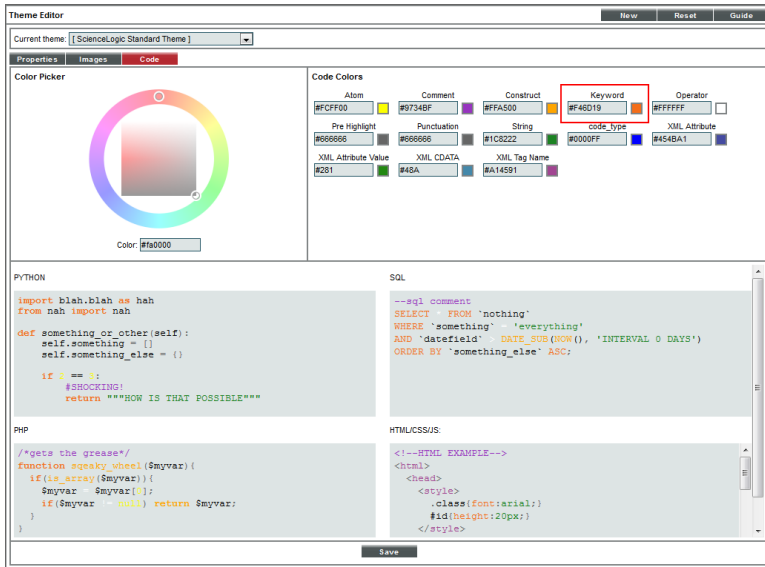 Theme Editor
New Reset Guide
Current theme: [ ScienceLogic Standard Theme ]
Properties Images Code
Color Picker
Color: #fa0000
Code Colors
Atom Comment Construct Keyword Operator
#FCFF00 #9734BF #FFA500 #F46D19 #FFFFFF
Pre Highlight Punctuation String code_type XML Attribute
#666666 #666666 #1C8222 #0000FF #454BA1
XML Attribute Value XML CDATA XML Tag Name
#281 #48A #A14591
PYTHON
import blah.blah as hah
from nah import nah
def something_or_other(self):
self.something = []
self.something_else = {}
if == :
#SHOCKING!
return """HOW IS THAT POSSIBLE"""
SQL
--sql comment
SELECT * FROM `nothing`
WHERE `something` = 'everything'
AND `datefield` DATE_SUB(NOW(), 'INTERVAL 0 DAYS')
ORDER BY `something_else` ASC;
PHP
/*gets the grease*/
function sqeaky_wheel($myvar){
if(is_array($myvar)){
$myvar = $myvar[];
if($myvar null) return $myvar;
}
}
HTML/CSS/JS:
<!--HTML EXAMPLE-->
<html>
<head>
<style>
.class{font:arial;}
#id{height:20px;}
</style>
Save